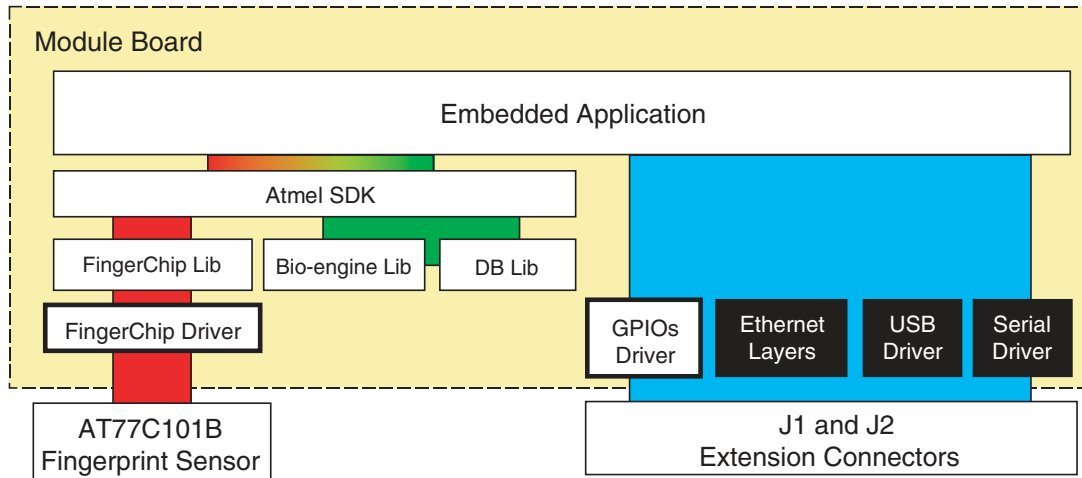 Module Board
Embedded Application
Atmel SDK
FingerChip Lib
Bio-engine Lib
DB Lib
FingerChip Driver
GPIOs
Driver
Ethernet
Layers
USB
Driver
Serial
Driver
AT77C101B
Fingerprint Sensor
J1 and J2
Extension Connectors